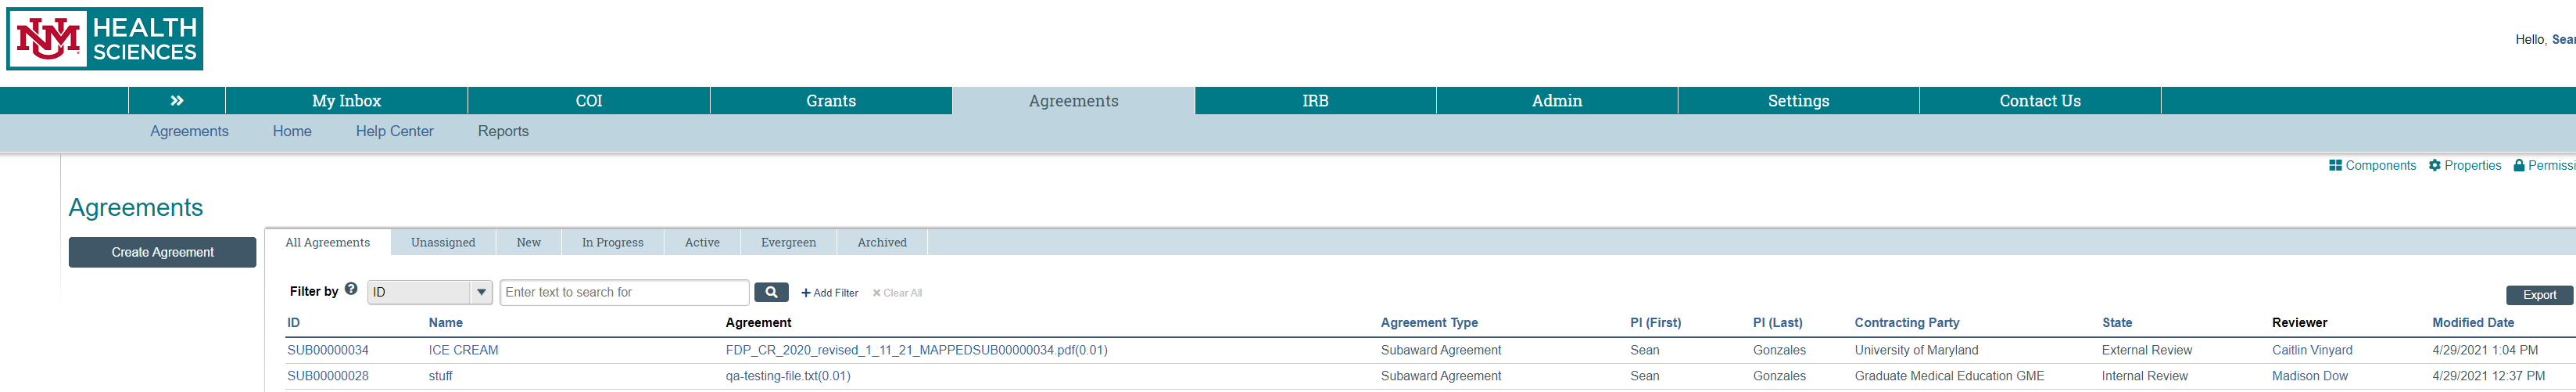 UNM HEALTH SCIENCES
Hello, Sean
My Inbox COI Grants Agreements IRB Admin Settings Contact Us
Agreements Home Help Center Reports
Components Properties
Agreements
Create Agreement
All Agreements Unassigned New In Progress Active Evergreen Archived
Filter by ? ID Enter text to search for + Add Filter × Clear All
Export
ID Name Agreement Agreement Type PI (First) PI (Last) Contracting Party State Reviewer Modified Date
SUB00000034 ICE CREAM FDP_CR_2020_revised_1_11_21_MAPPEDSUB00000034.pdf(0.01) Subaward Agreement Sean Gonzales University of Maryland External Review Caitlin Vinyard 4/29/2021 1:04 PM
SUB00000028 stuff qa-testing-file.txt(0.01) Subaward Agreement Sean Gonzales Graduate Medical Education GME Internal Review Madison Dow 4/29/2021 12:37 PM